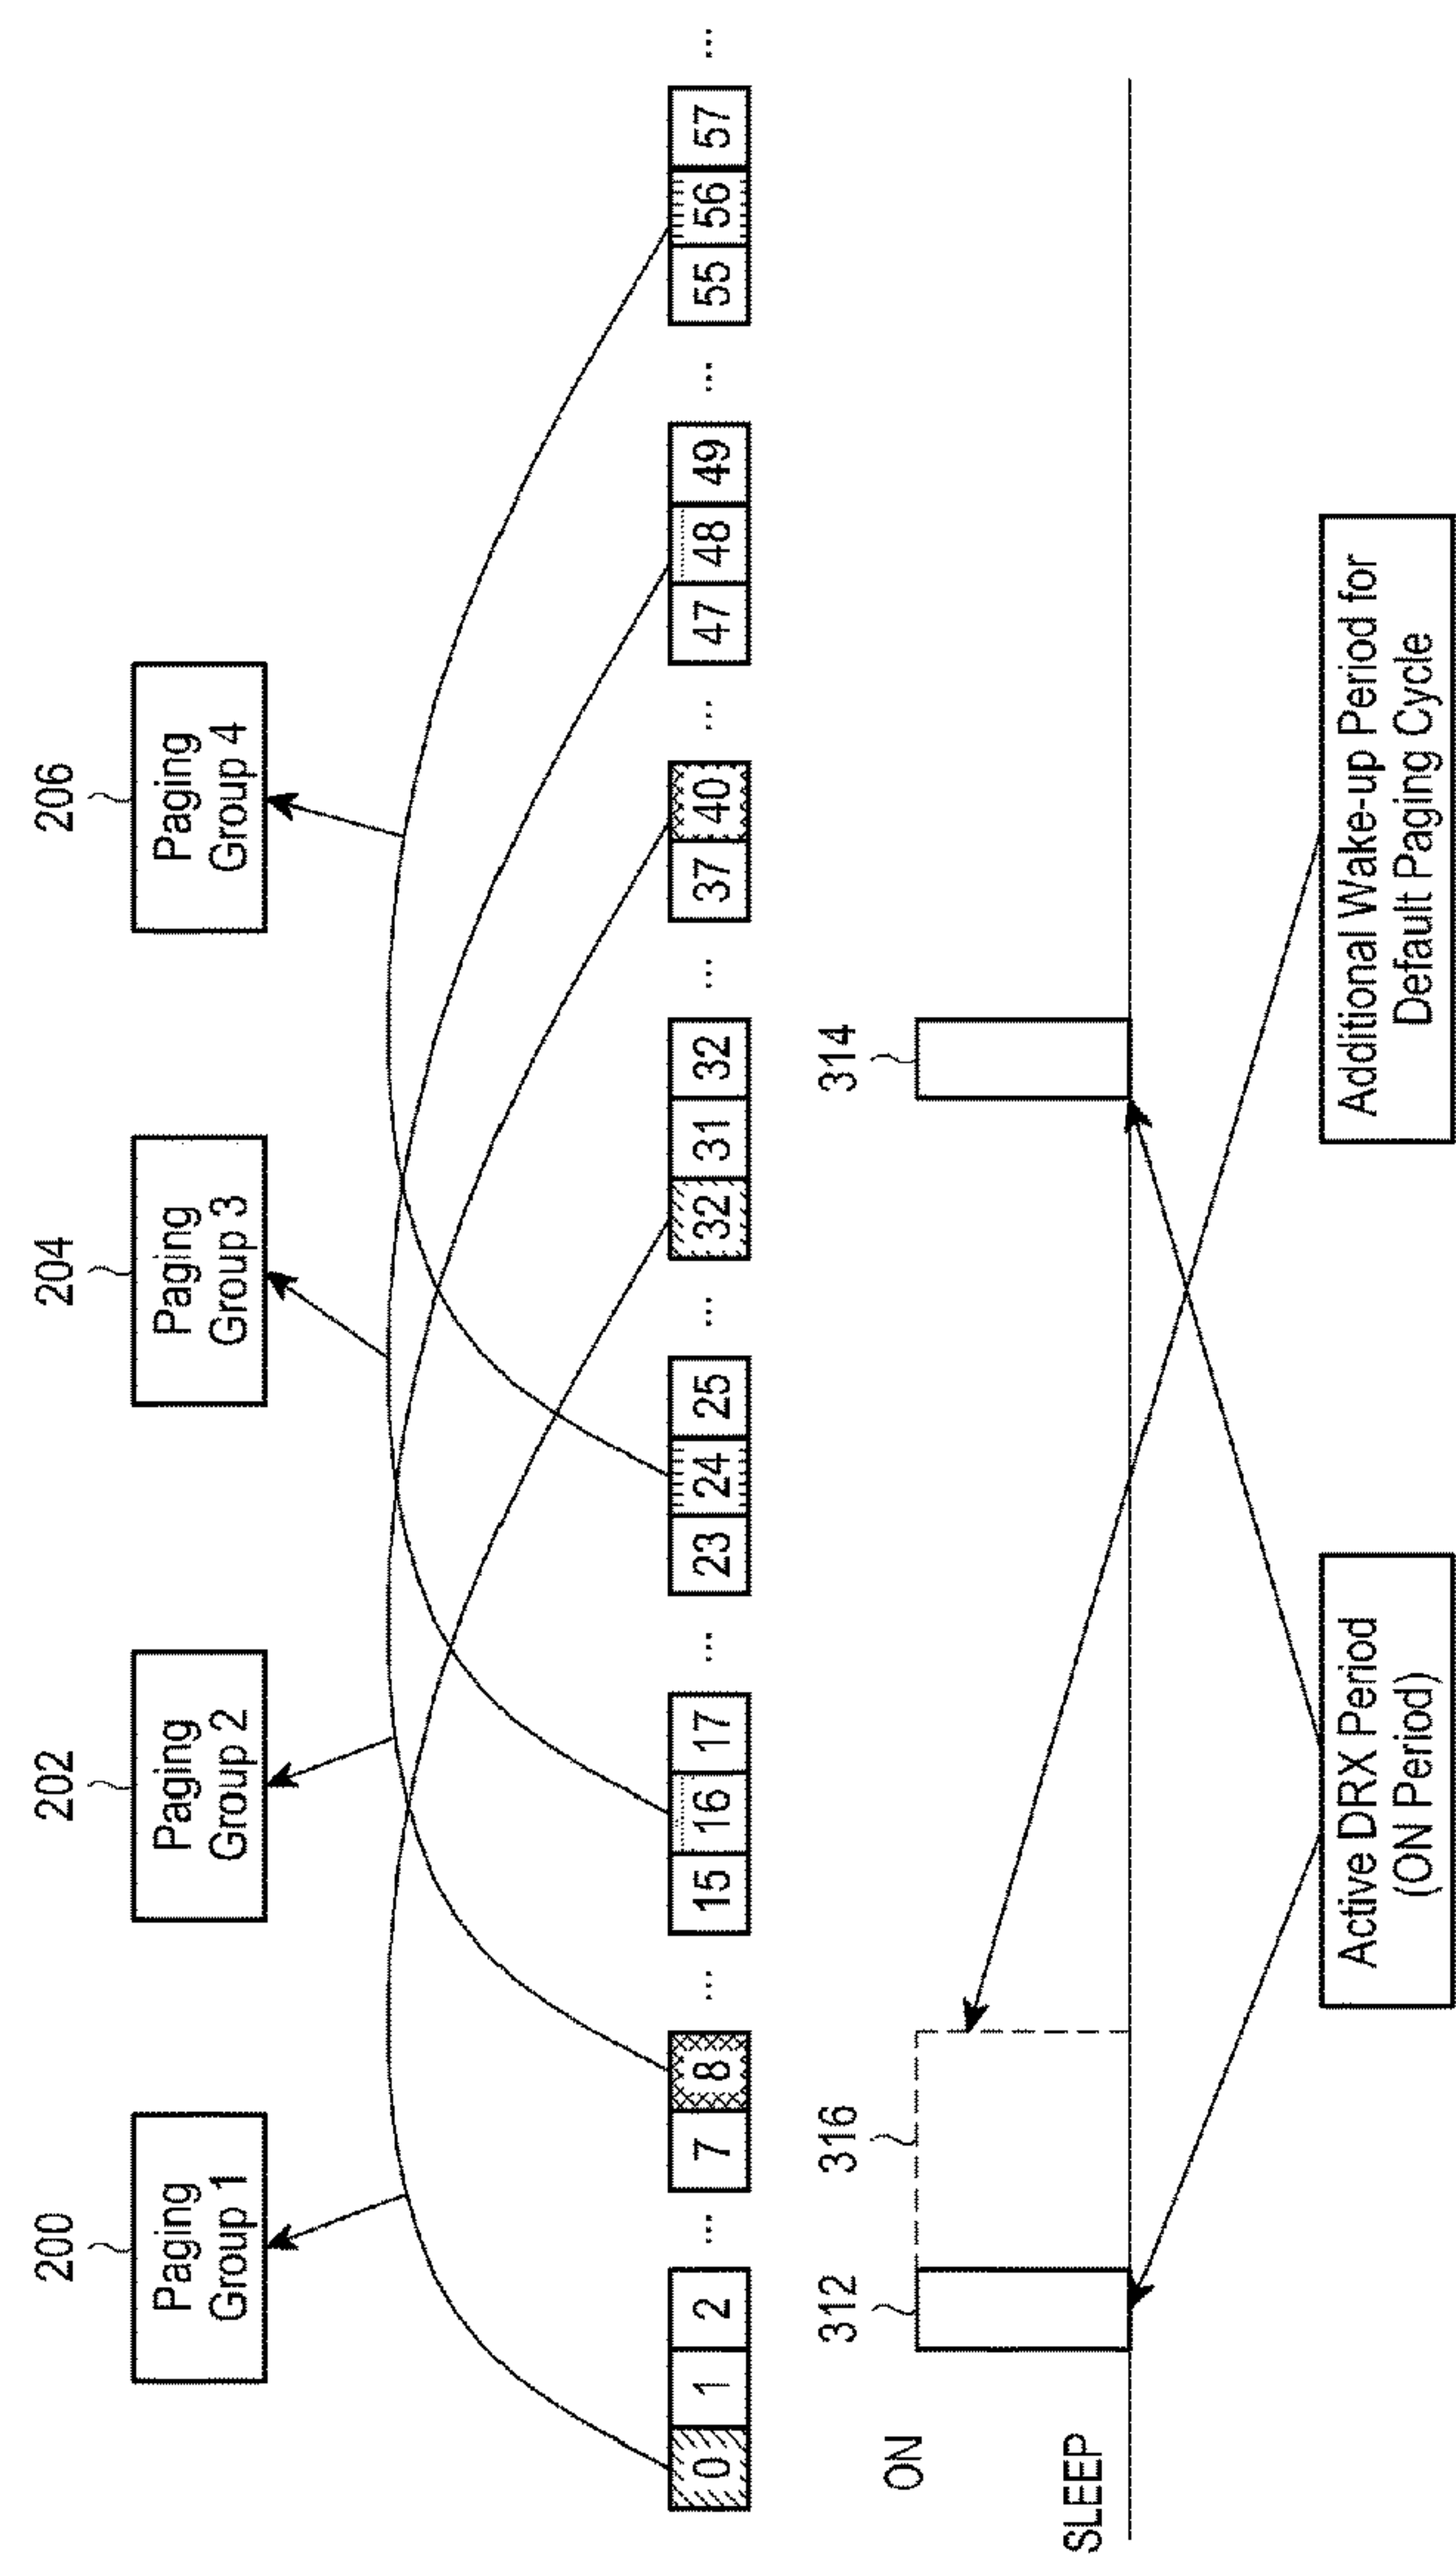 200
202
204
206
Paging
Group 1
Paging
Group 2
Paging
Group 3
Paging
Group 4
0 1 2 ... 7 8 ... 15 16 17 ... 23 24 25 ... 32 31 32 ... 37 40 ... 47 48 49 ... 55 56 57 ...
312
316
314
ON
SLEEP
Active DRX Period
(ON Period)
Additional Wake-up Period for
Default Paging Cycle